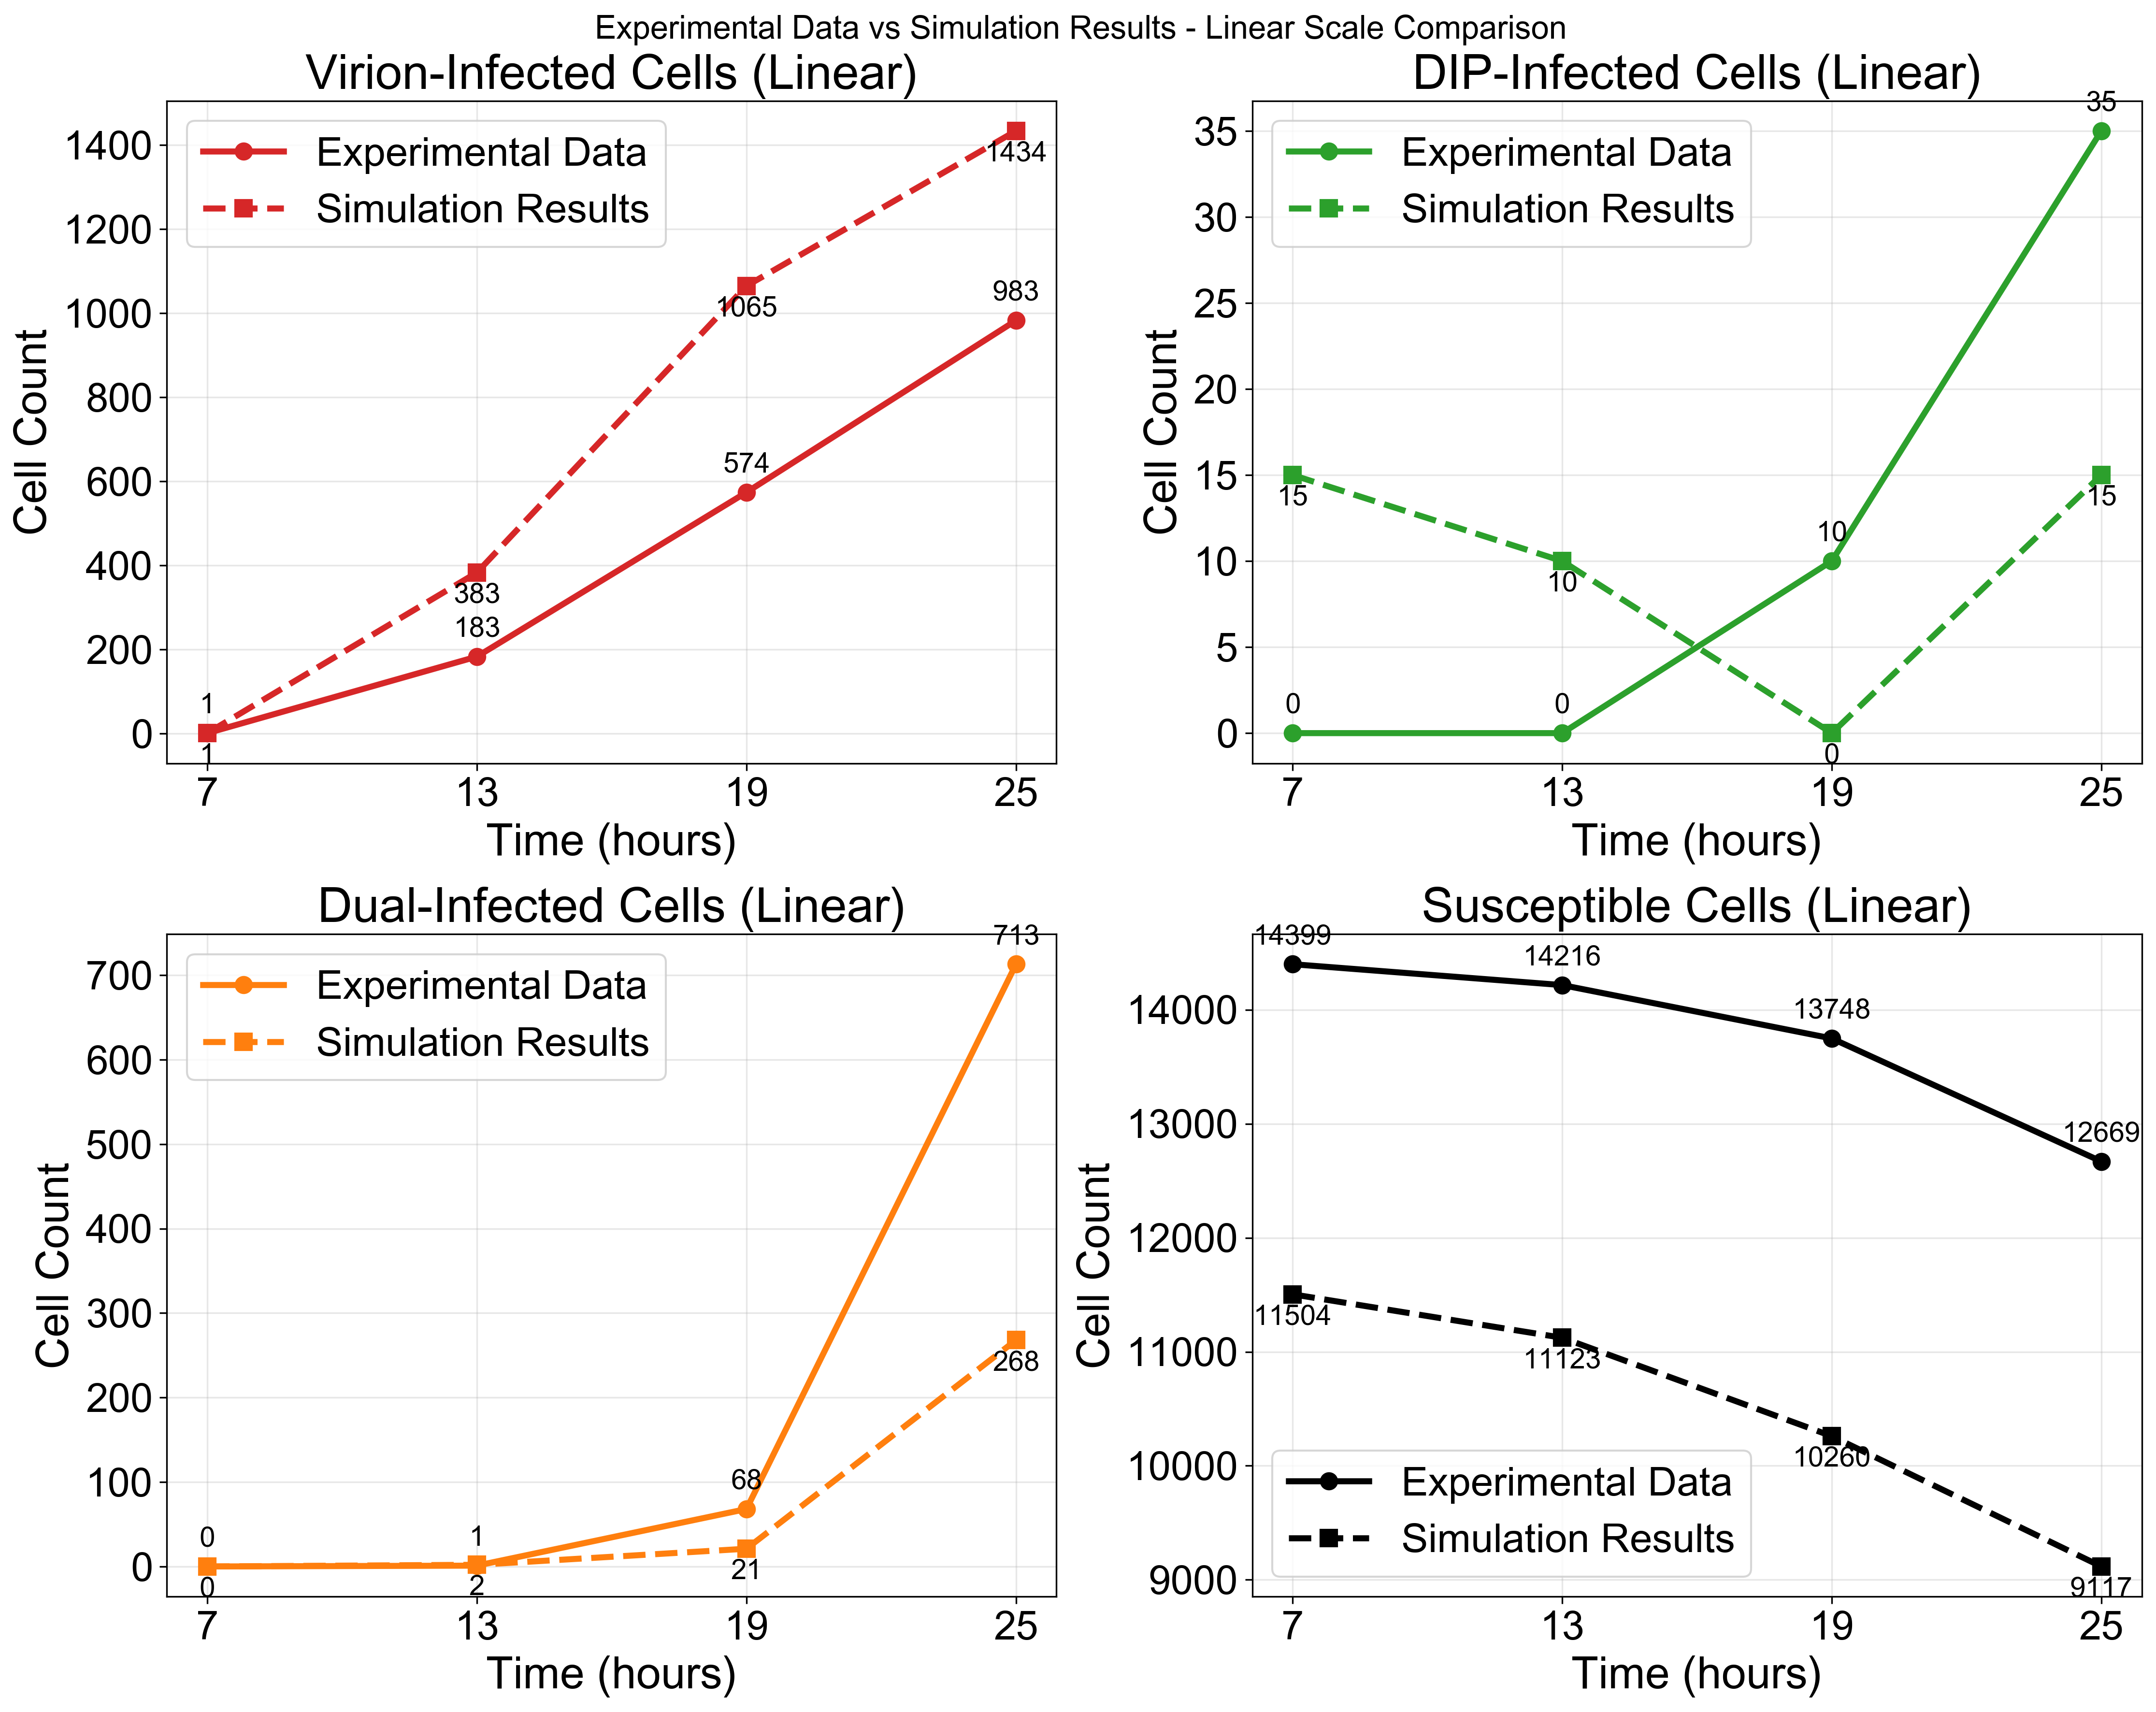 Experimental Data vs Simulation Results - Linear Scale Comparison
Virion-Infected Cells (Linear)
Experimental Data
Simulation Results
1400
1200
1000
800
600
400
200
0
Cell Count
1434
1065
983
574
383
183
1
1
7 13 19 25
Time (hours)
DIP-Infected Cells (Linear)
Experimental Data
Simulation Results
35
30
25
20
15
10
5
0
Cell Count
35
15
15
10
10
0
0
0
7 13 19 25
Time (hours)
Dual-Infected Cells (Linear)
Experimental Data
Simulation Results
700
600
500
400
300
200
100
0
Cell Count
713
268
68
21
0
1
0
2
7 13 19 25
Time (hours)
Susceptible Cells (Linear)
14000
13000
12000
11000
10000
9000
Cell Count
14399
14216
13748
12669
11504
11123
10260
9117
Experimental Data
Simulation Results
7 13 19 25
Time (hours)